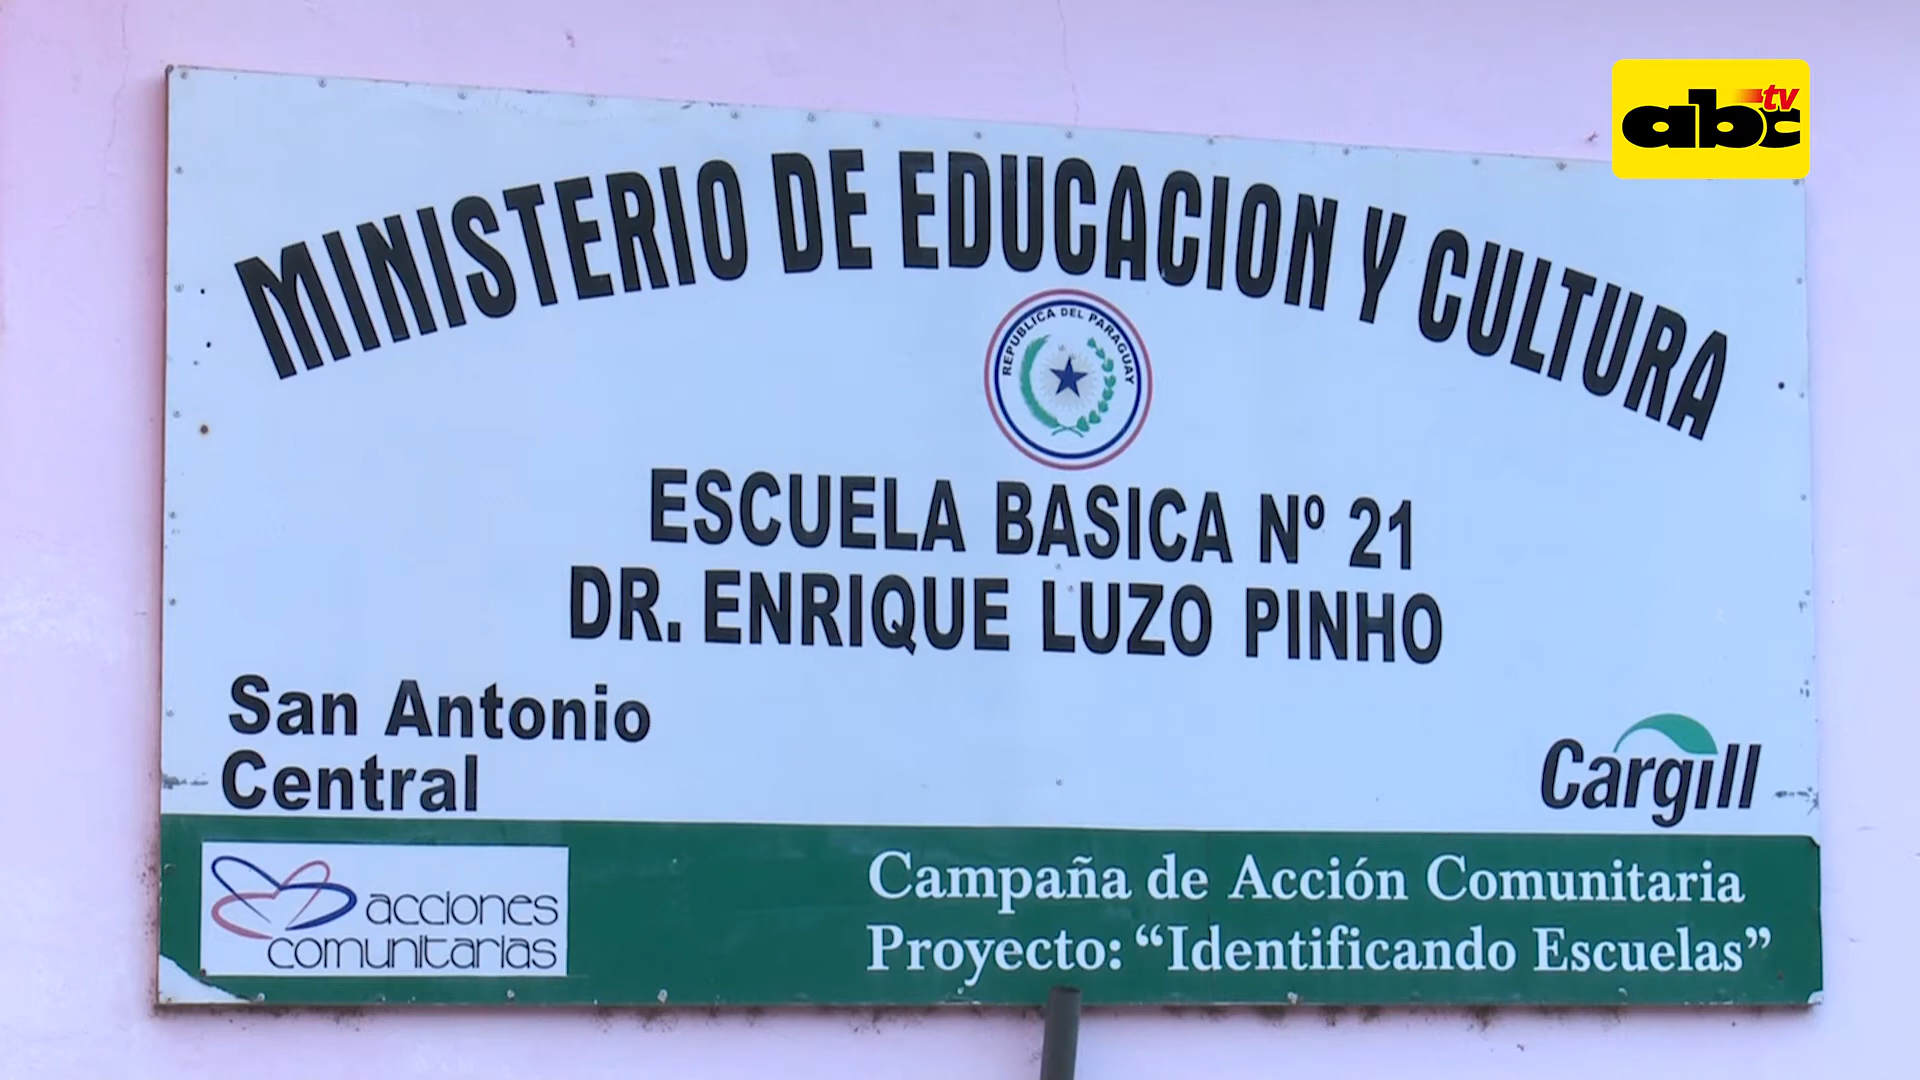 abc tv
MINISTERIO DE EDUCACION Y CULTURA
REPUBLICA DEL PARAGUAY
ESCUELA BASICA Nº 21
DR. ENRIQUE LUZO PINHO
San Antonio
Central
Cargill
acciones
comunitarias
Campaña de Acción Comunitaria
Proyecto: “Identificando Escuelas”